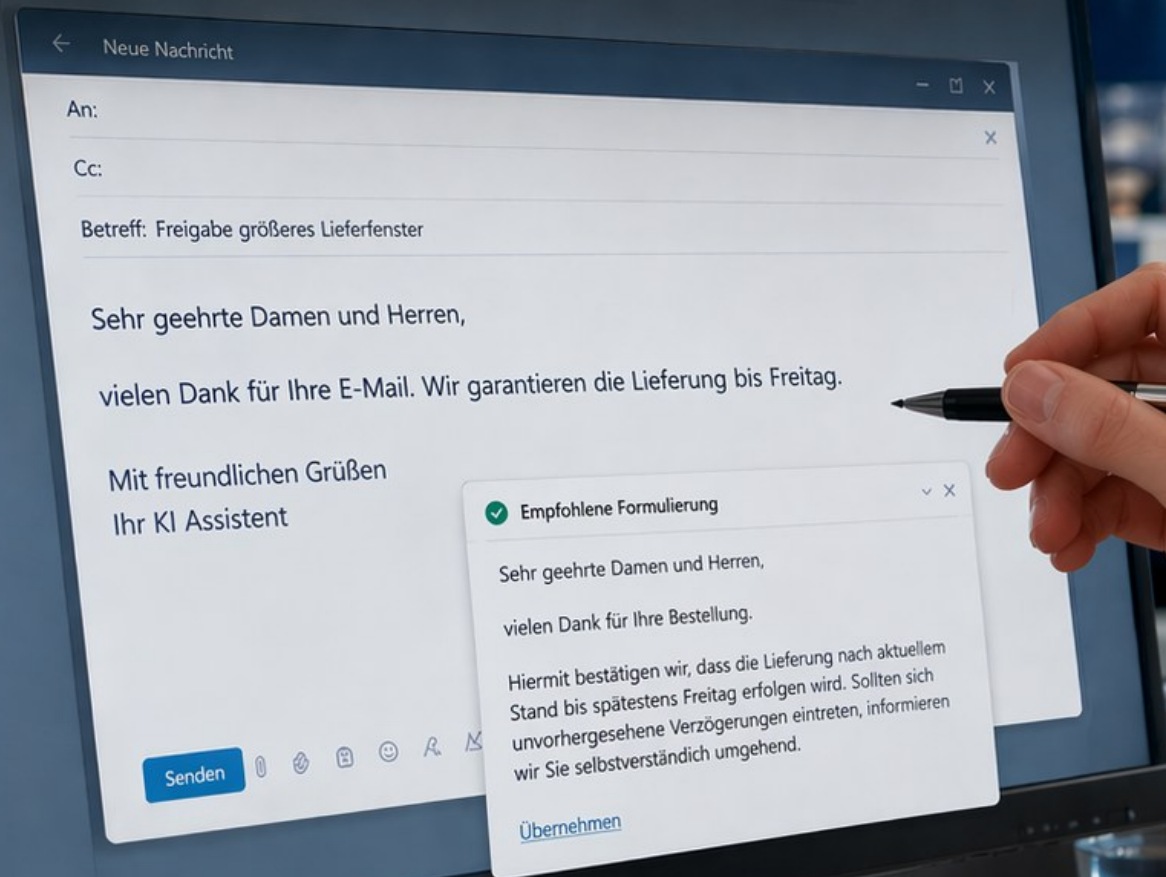 Neue Nachricht
An:
Cc:
Betreff: Freigabe größeres Lieferfenster
Sehr geehrte Damen und Herren,
vielen Dank für Ihre E-Mail. Wir garantieren die Lieferung bis Freitag.
Mit freundlichen Grüßen
Ihr KI Assistent
Senden
Empfohlene Formulierung
Sehr geehrte Damen und Herren,
vielen Dank für Ihre Bestellung.
Hiermit bestätigen wir, dass die Lieferung nach aktuellem
Stand bis spätestens Freitag erfolgen wird. Sollten sich
unvorhergesehene Verzögerungen eintreten, informieren
wir Sie selbstverständlich umgehend.
Übernehmen